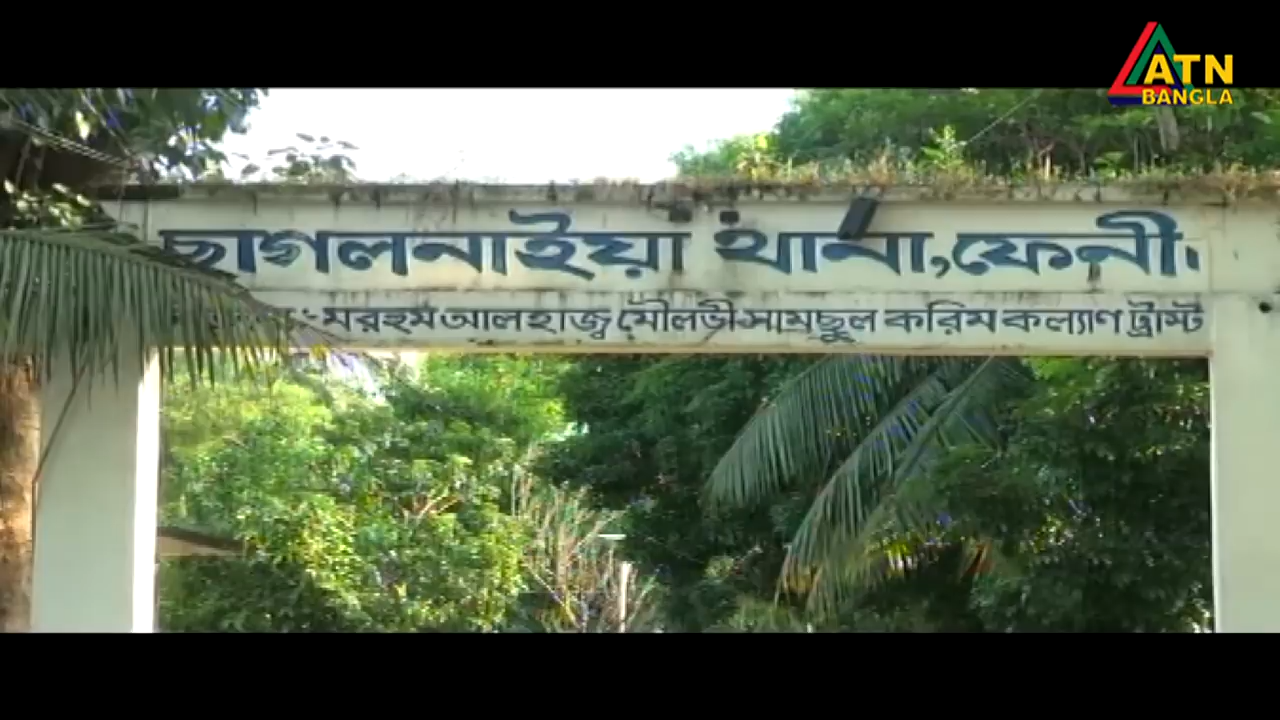 ATN
BANGLA
ছাগলনাইয়া থানা, ফেনী।
মরহুম আলহাজ্ব মৌলভী সামছুল করিম কল্যাণ ট্রাস্ট